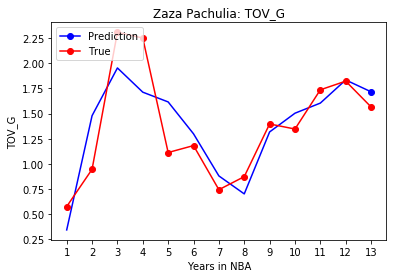 Zaza Pachulia: TOV_G
Prediction
True
TOV_G
2.25
2.00
1.75
1.50
1.25
1.00
0.75
0.50
0.25
1 2 3 4 5 6 7 8 9 10 11 12 13
Years in NBA